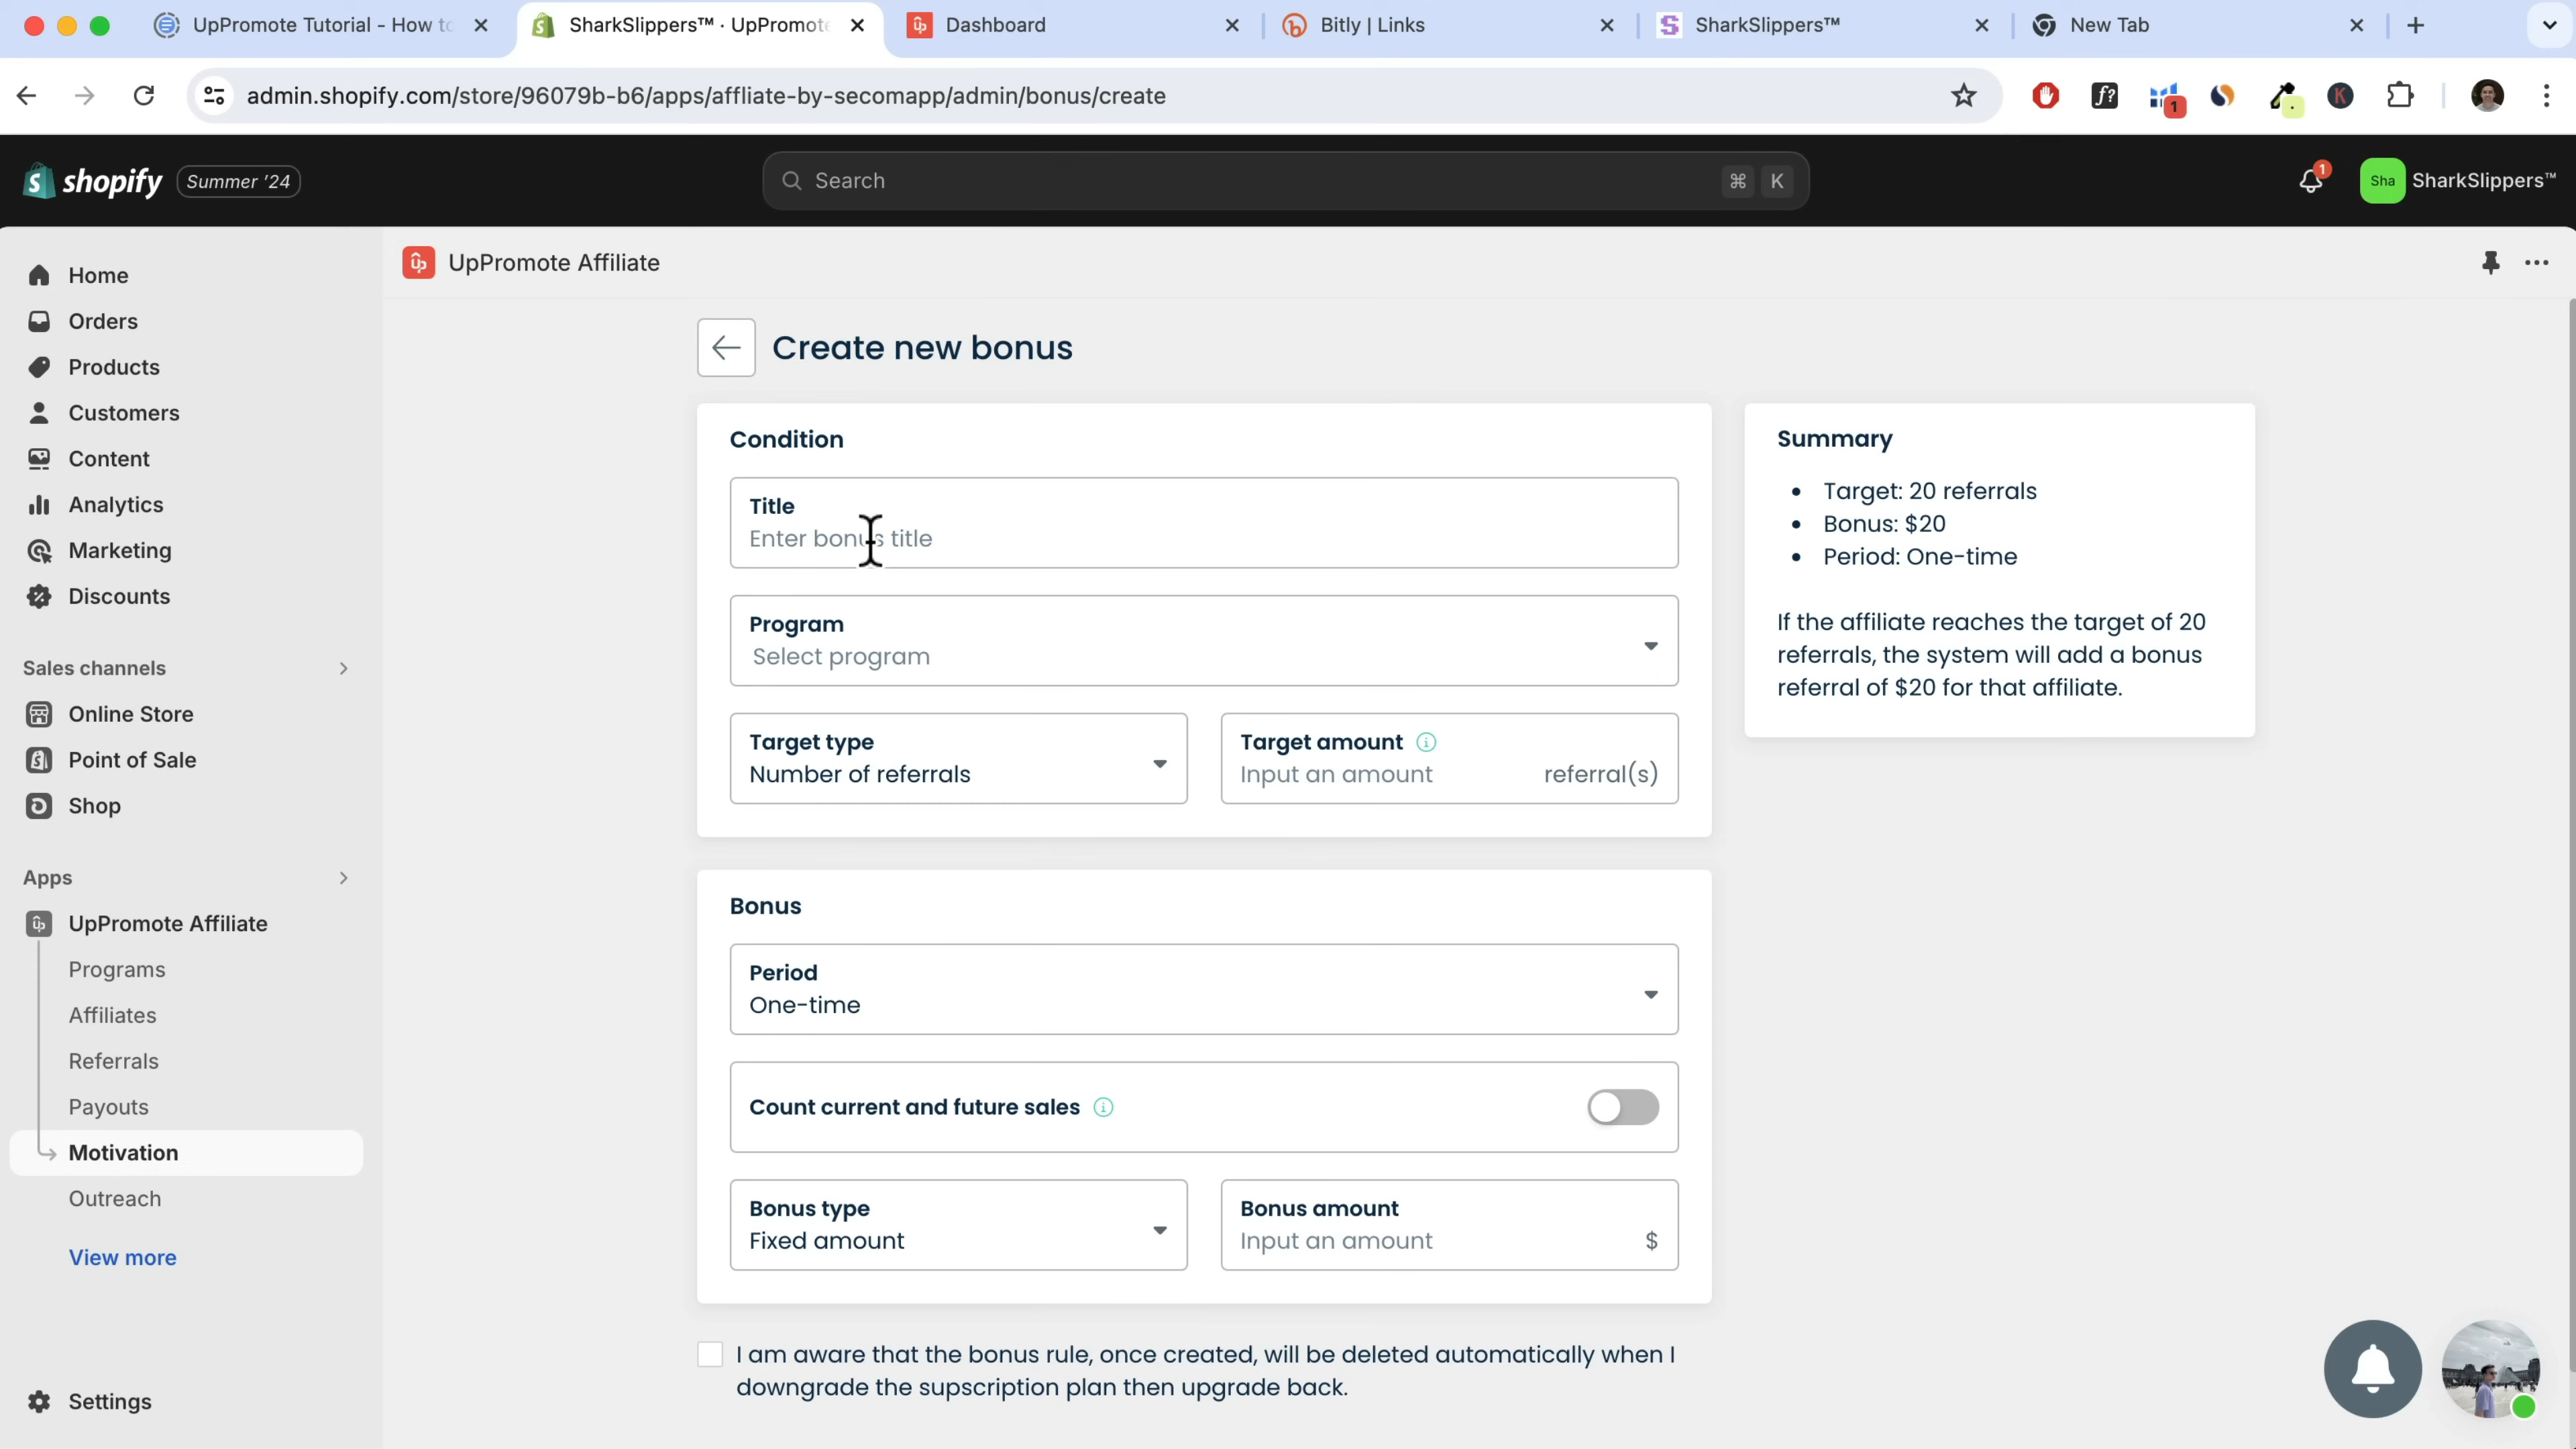 UpPromote Tutorial - How to
SharkSlippers™ · UpPromote
Dashboard
Bitly | Links
SharkSlippers™
New Tab
admin.shopify.com/store/96079b-b6/apps/affliate-by-secomapp/admin/bonus/create
f?
1
K
shopify
Summer '24
Search
⌘
K
1
Sha
SharkSlippers™
Home
Orders
Products
Customers
Content
Analytics
Marketing
Discounts
Sales channels
Online Store
Point of Sale
Shop
Apps
UpPromote Affiliate
Programs
Affiliates
Referrals
Payouts
Motivation
Outreach
View more
Settings
UpPromote Affiliate
Create new bonus
Condition
Title
Enter bonus title
Program
Select program
Target type
Number of referrals
Target amount
Input an amount
referral(s)
Bonus
Period
One-time
Count current and future sales
Bonus type
Fixed amount
Bonus amount
Input an amount
$
I am aware that the bonus rule, once created, will be deleted automatically when I
downgrade the supscription plan then upgrade back.
Summary
• Target: 20 referrals
• Bonus: $20
• Period: One-time
If the affiliate reaches the target of 20
referrals, the system will add a bonus
referral of $20 for that affiliate.